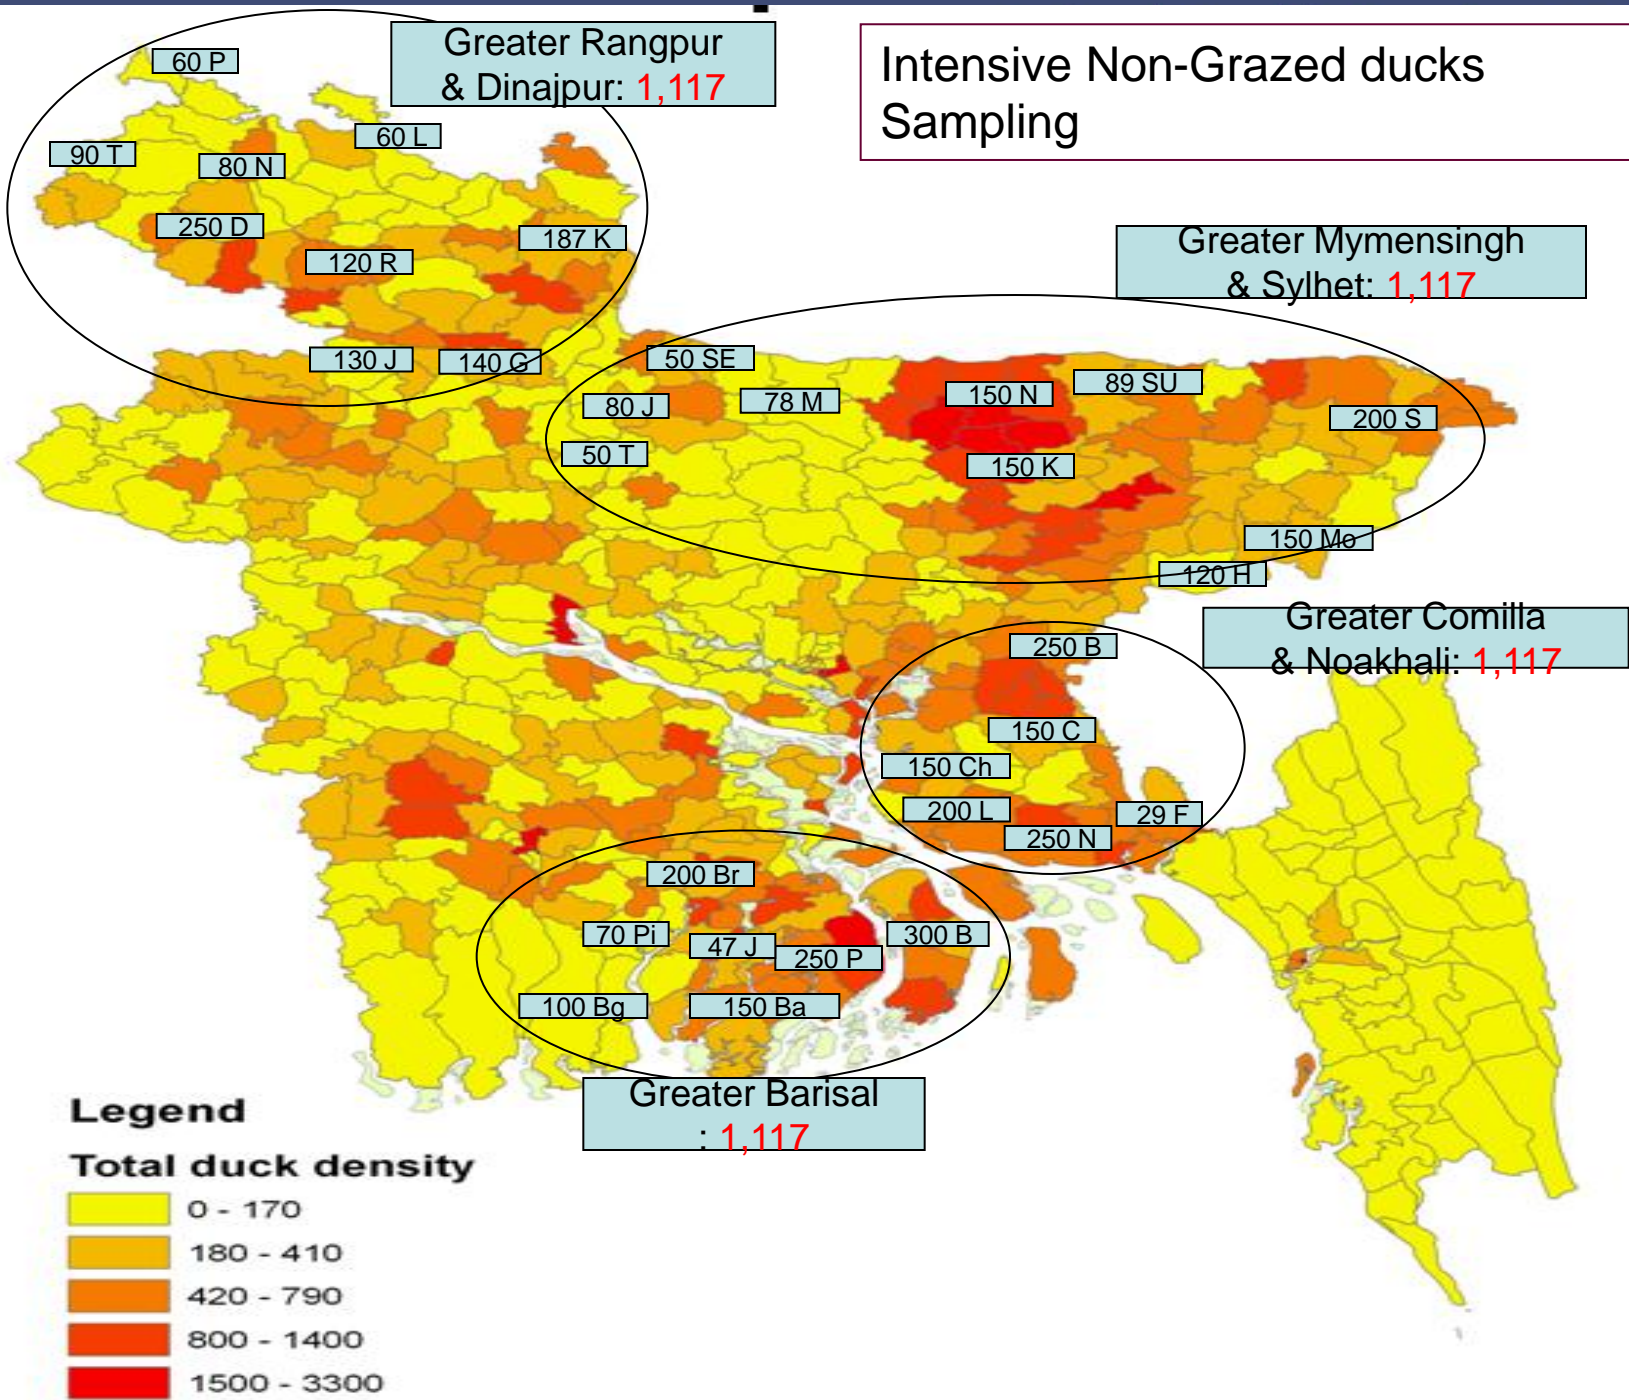 Greater Rangpur
& Dinajpur: 1,117
Intensive Non-Grazed ducks
Sampling
60 P
60 L
90 T
80 N
250 D
187 K
120 R
130 J
140 G
Greater Mymensingh
& Sylhet: 1,117
50 SE
150 N
89 SU
80 J
78 M
200 S
50 T
150 K
150 Mo
120 H
Greater Comilla
& Noakhali: 1,117
250 B
150 C
150 Ch
200 L
29 F
250 N
200 Br
70 Pi
47 J
300 B
250 P
100 Bg
150 Ba
Greater Barisal
: 1,117
Legend
Total duck density
0 - 170
180 - 410
420 - 790
800 - 1400
1500 - 3300